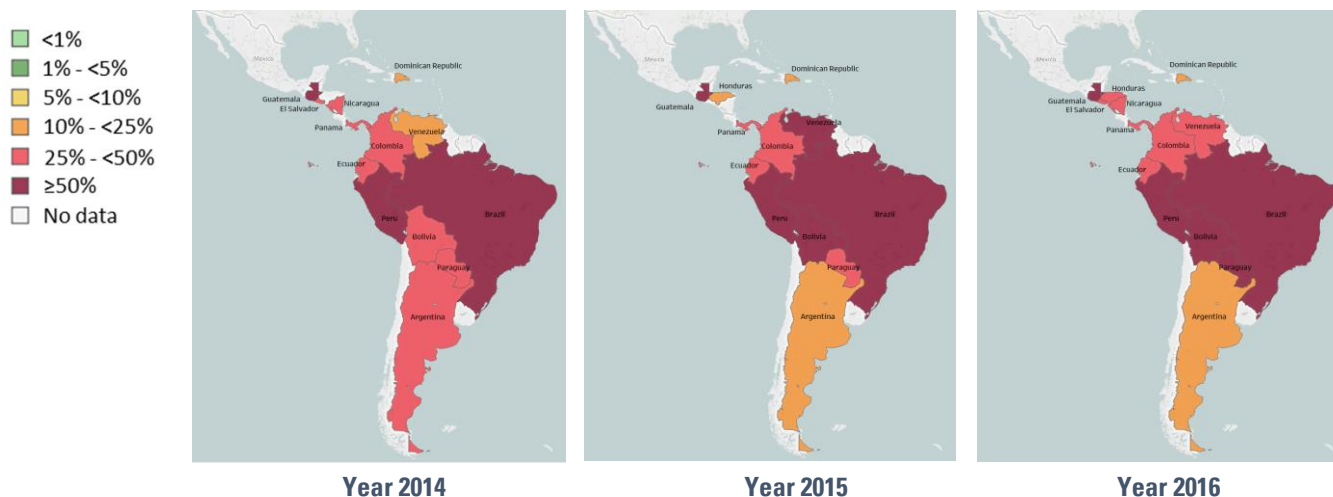 <1%
1% - <5%
5% - <10%
10% - <25%
25% - <50%
≥50%
No data
Mexico
Dominican Republic
Guatemala
El Salvador
Nicaragua
Panama
Venezuela
Colombia
Ecuador
Peru
Brazil
Bolivia
Paraguay
Argentina
Year 2014
Mexico
Dominican Republic
Honduras
Guatemala
Panama
Venezuela
Colombia
Ecuador
Peru
Brazil
Bolivia
Paraguay
Argentina
Year 2015
Mexico
Dominican Republic
Honduras
Guatemala
El Salvador
Nicaragua
Panama
Venezuela
Colombia
Ecuador
Peru
Brazil
Bolivia
Paraguay
Argentina
Year 2016